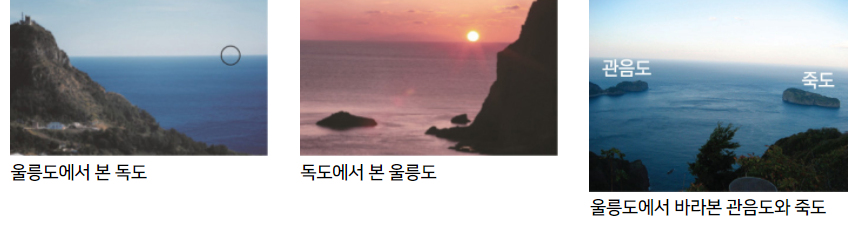 관음도
죽도
울릉도에서 본 독도
독도에서 본 울릉도
울릉도에서 바라본 관음도와 죽도